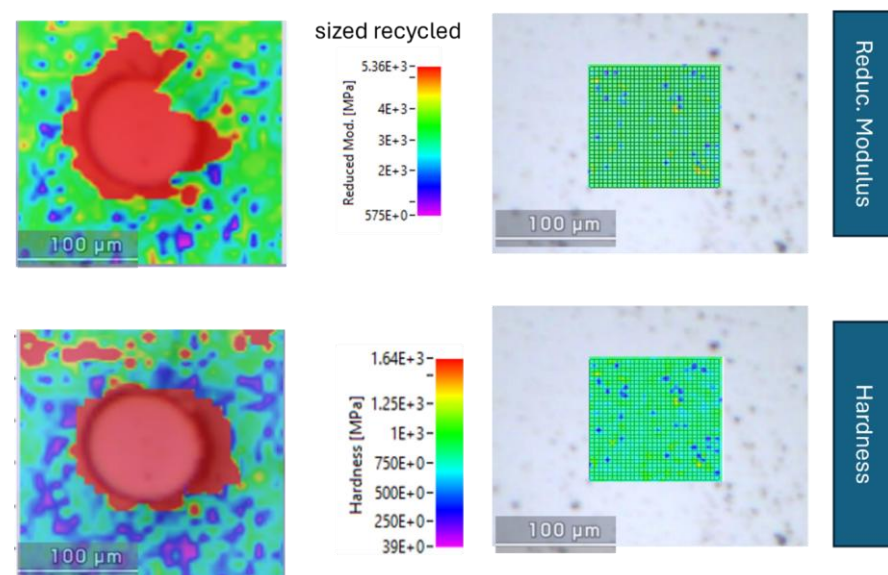 sized recycled
Reduced Mod. [MPa]
5.36E+3
4E+3
3E+3
2E+3
575E+0
100 µm
100 µm
Reduc. Modulus
Hardness [MPa]
1.64E+3
1.25E+3
1E+3
750E+0
500E+0
250E+0
39E+0
100 µm
100 µm
Hardness